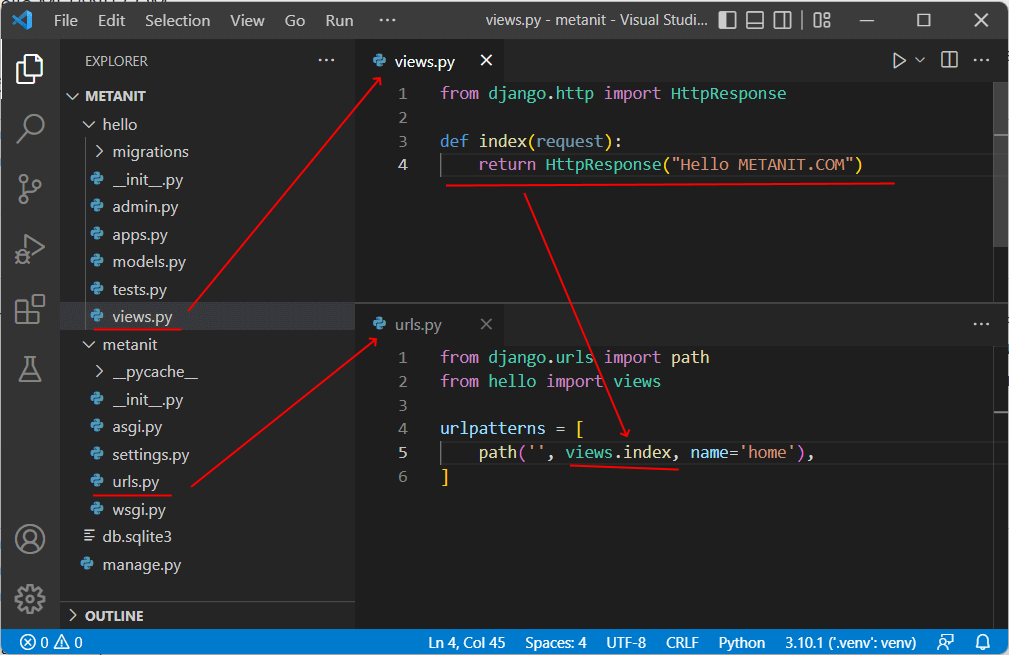 File Edit Selection View Go Run ··· views.py - metanit - Visual Studi...
EXPLORER ···
METANIT
hello
migrations
__init__.py
admin.py
apps.py
models.py
tests.py
views.py
metanit
__pycache__
__init__.py
asgi.py
settings.py
urls.py
wsgi.py
db.sqlite3
manage.py
OUTLINE
views.py
1 from django.http import HttpResponse
2
3 def index(request):
4 return HttpResponse("Hello METANIT.COM")
urls.py
1 from django.urls import path
2 from hello import views
3
4 urlpatterns = [
5 path('', views.index, name='home'),
6 ]
0 0 Ln 4, Col 45 Spaces: 4 UTF-8 CRLF Python 3.10.1 ('.venv': venv)